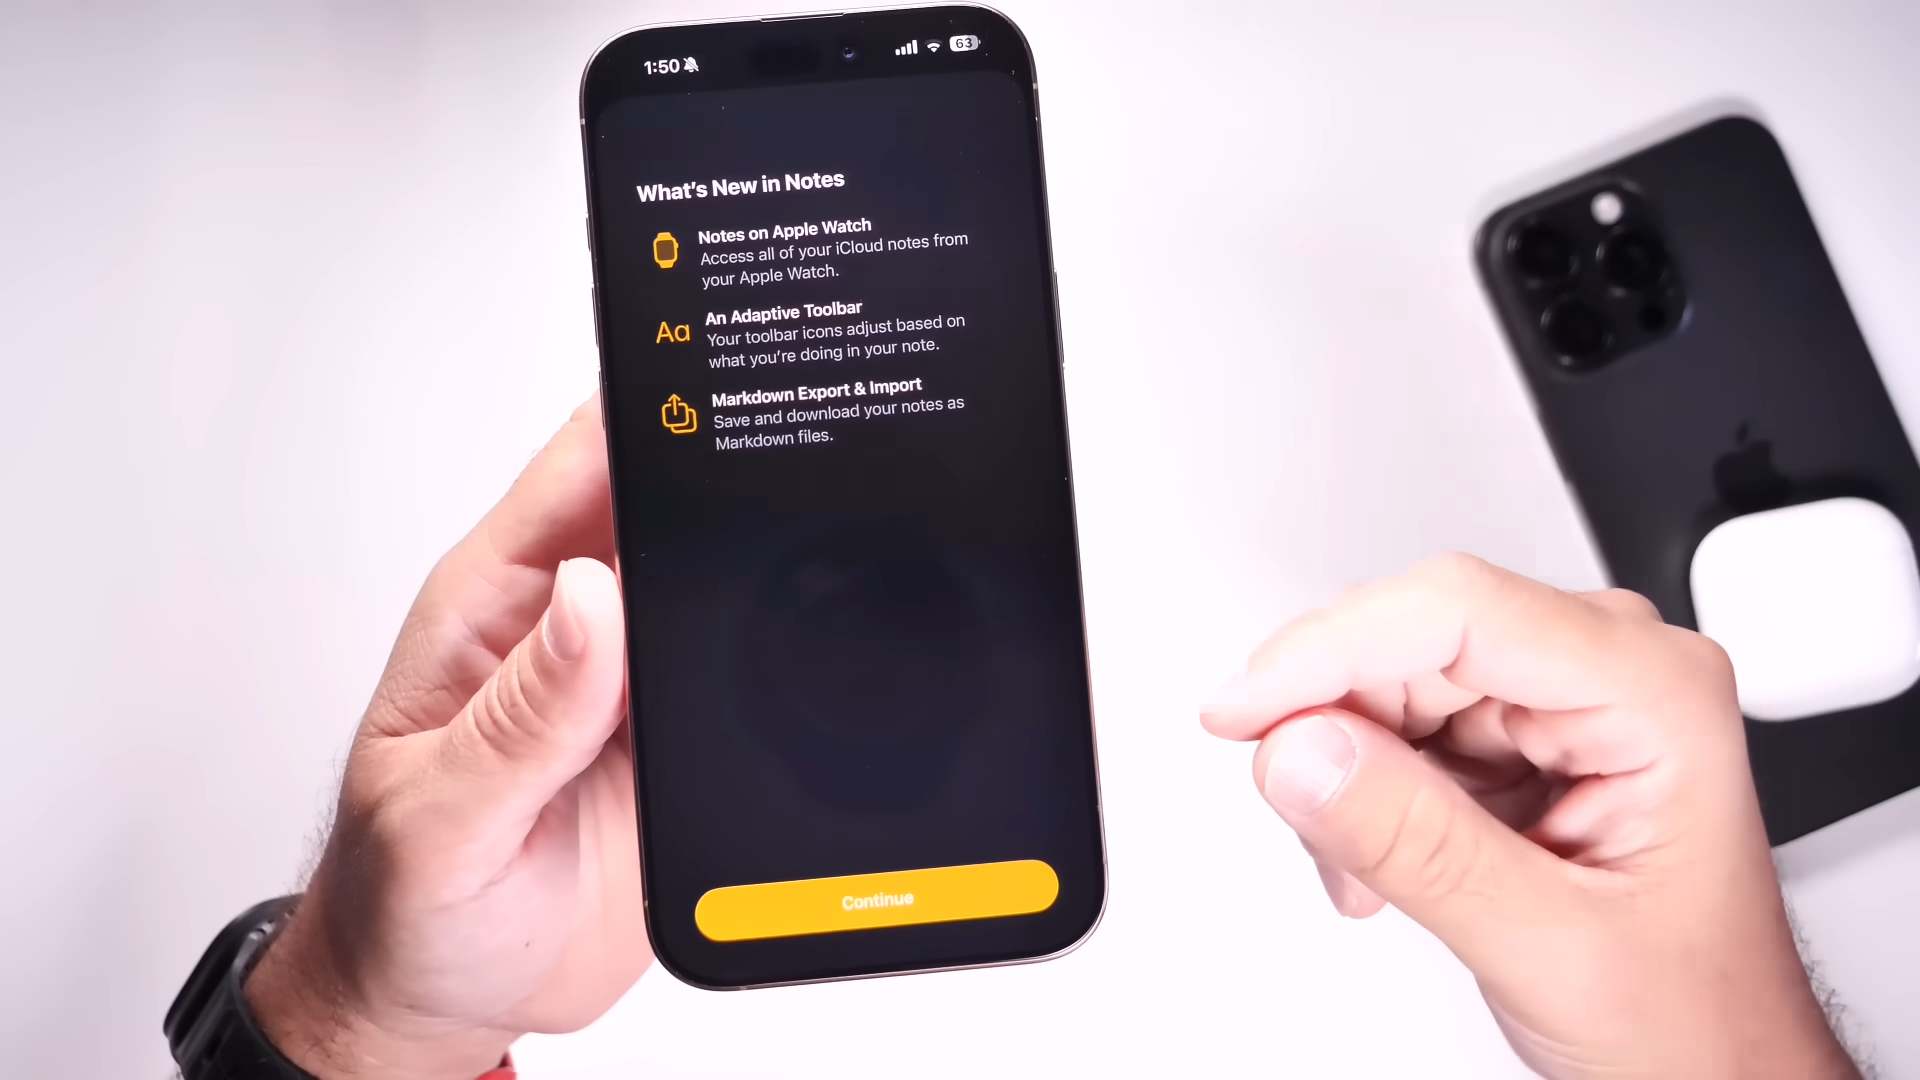 1:50
63
What's New in Notes
Notes on Apple Watch
Access all of your iCloud notes from
your Apple Watch.
Aa
An Adaptive Toolbar
Your toolbar icons adjust based on
what you're doing in your note.
Markdown Export & Import
Save and download your notes as
Markdown files.
Continue